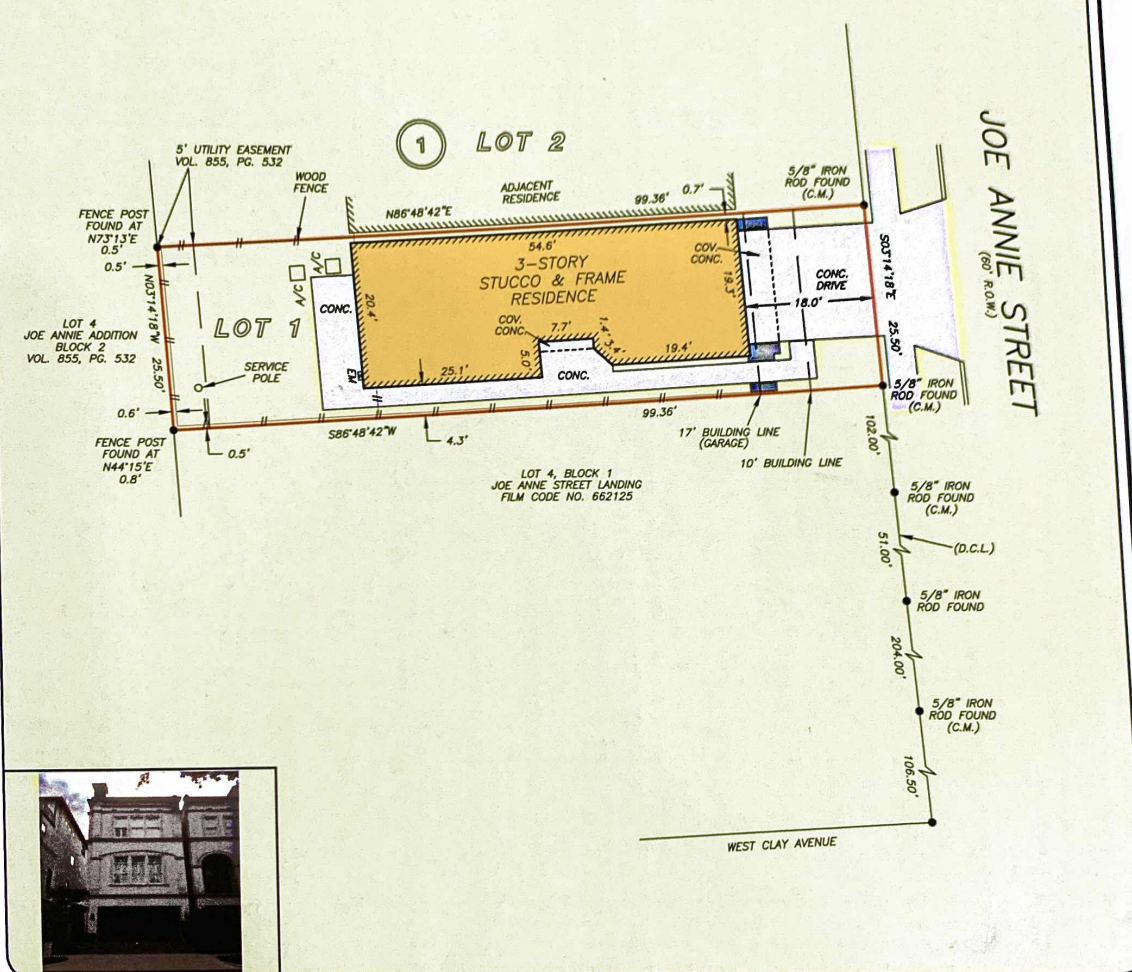 JOE ANNIE STREET
(60' R.O.W.)
1
LOT 2
5' UTILITY EASEMENT
VOL. 855, PG. 532
WOOD
FENCE
ADJACENT
RESIDENCE
0.7'
5/8" IRON
ROD FOUND
(C.M.)
N86°48'42"E
99.36'
FENCE POST
FOUND AT
N73°13'E
0.5'
0.5'
54.6'
3-STORY
STUCCO & FRAME
RESIDENCE
COV.
CONC.
19.3'
CONC.
DRIVE
18.0'
S03°14'18"E
25.50'
A/C
A/C
CONC.
20.4'
N03°14'18"W
25.50'
LOT 1
LOT 4
JOE ANNIE ADDITION
BLOCK 2
VOL. 855, PG. 532
COV.
CONC.
7.7'
1.4'
3.4'
5.0'
19.4'
25.1'
CONC.
EM
SERVICE
POLE
0.6'
0.5'
FENCE POST
FOUND AT
N44°15'E
0.8'
S86°48'42"W
4.3'
99.36'
17' BUILDING LINE
(GARAGE)
10' BUILDING LINE
5/8" IRON
ROD FOUND
(C.M.)
LOT 4, BLOCK 1
JOE ANNE STREET LANDING
FILM CODE NO. 662125
102.00'
5/8" IRON
ROD FOUND
(C.M.)
51.00'
(D.C.L.)
5/8" IRON
ROD FOUND
204.00'
5/8" IRON
ROD FOUND
(C.M.)
106.50'
WEST CLAY AVENUE